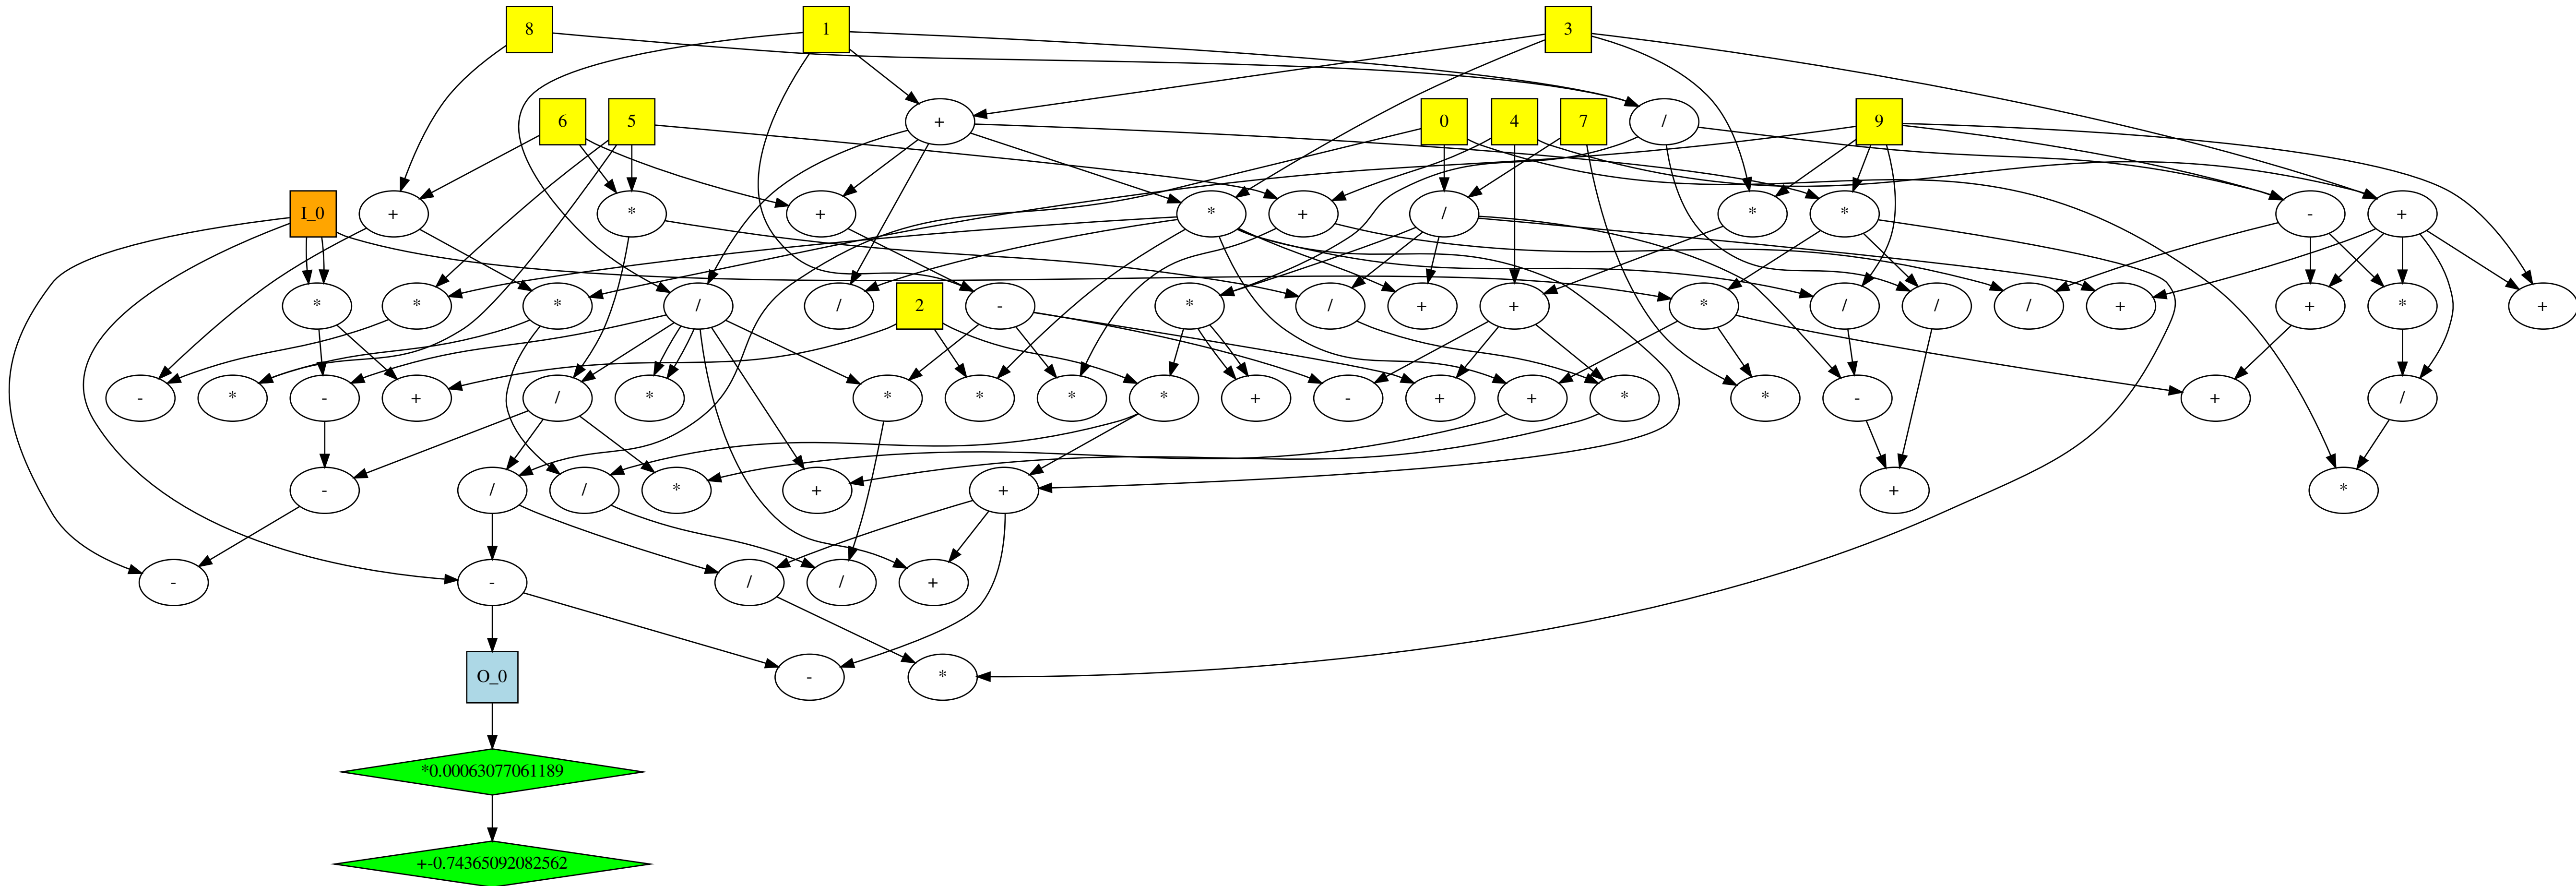 8 1 3
6 5 + 0 4 7 / 9
I_0 + * + * + / * * - +
* * * / / 2 - * / + + * / / / + + * +
- * - + / * * * * * + - + + * * - + /
- / / * + + + *
- - / / +
O_0 - *
*0.00063077061189
+-0.74365092082562